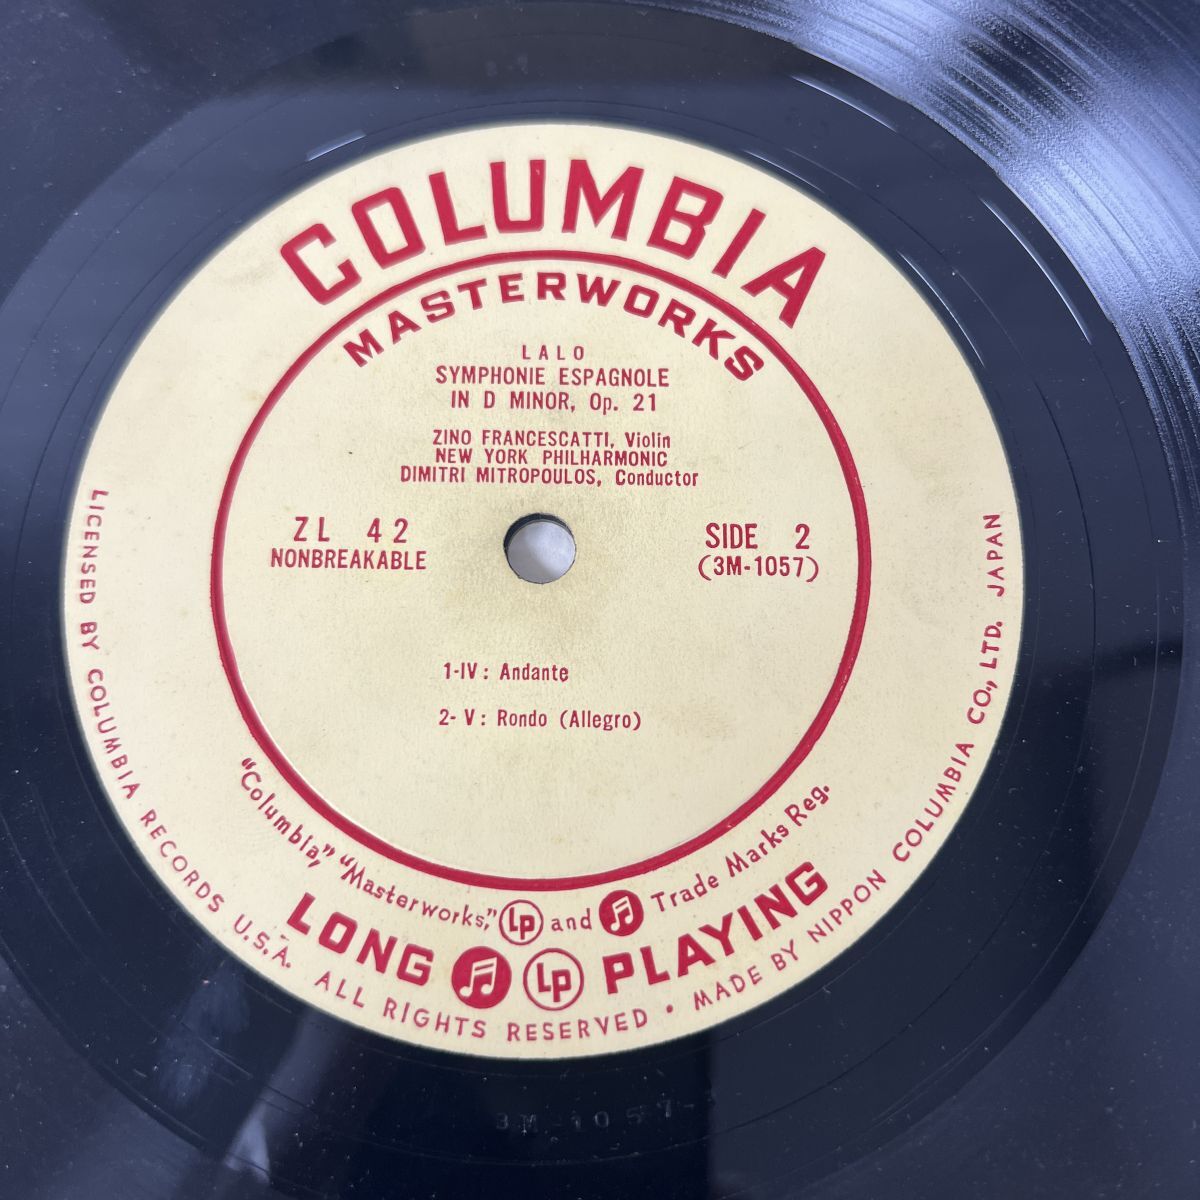 COLUMBIA
MASTERWORKS
LALO
SYMPHONIE ESPAGNOLE
IN D MINOR, Op. 21
ZINO FRANCESCATTI, Violin
NEW YORK PHILHARMONIC
DIMITRI MITROPOULOS, Conductor
ZL 42
NONBREAKABLE
SIDE 2
(3M-1057)
1-IV: Andante
2-V: Rondo (Allegro)
"Columbia," "Masterworks," LP and Trade Marks Reg.
LONG LP PLAYING
LICENSED BY COLUMBIA RECORDS U.S.A. ALL RIGHTS RESERVED • MADE BY NIPPON COLUMBIA CO., LTD. JAPAN
3M-1057-